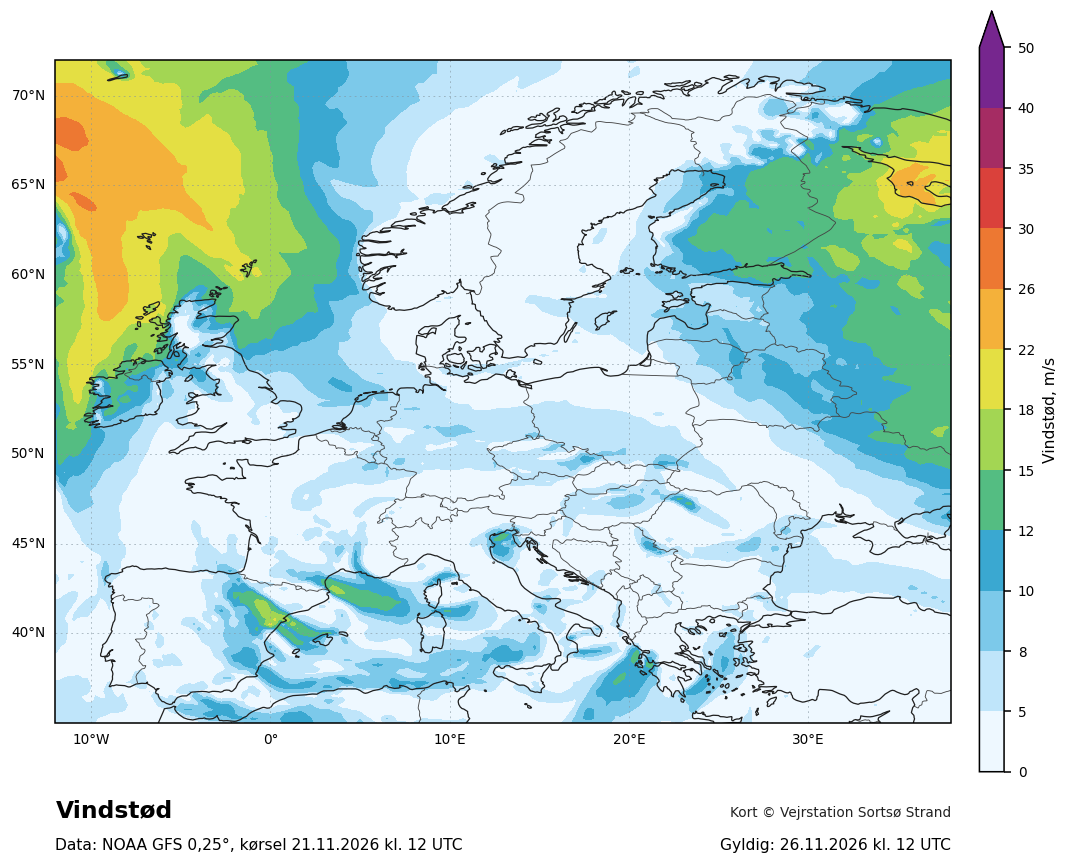 70°N
65°N
60°N
55°N
50°N
45°N
40°N
10°W 0° 10°E 20°E 30°E
50
40
35
30
26
22
18
15
12
10
8
5
0
Vindstød, m/s
Vindstød
Kort © Vejrstation Sortsø Strand
Data: NOAA GFS 0,25°, kørsel 21.11.2026 kl. 12 UTC
Gyldig: 26.11.2026 kl. 12 UTC